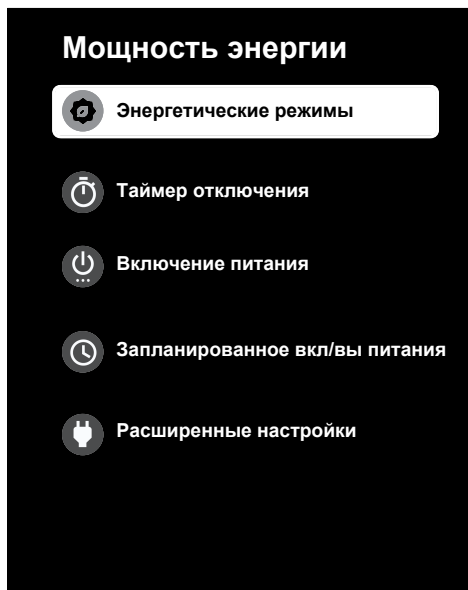 Мощность энергии
Энергетические режимы
Таймер отключения
Включение питания
Запланированное вкл/вы питания
Расширенные настройки